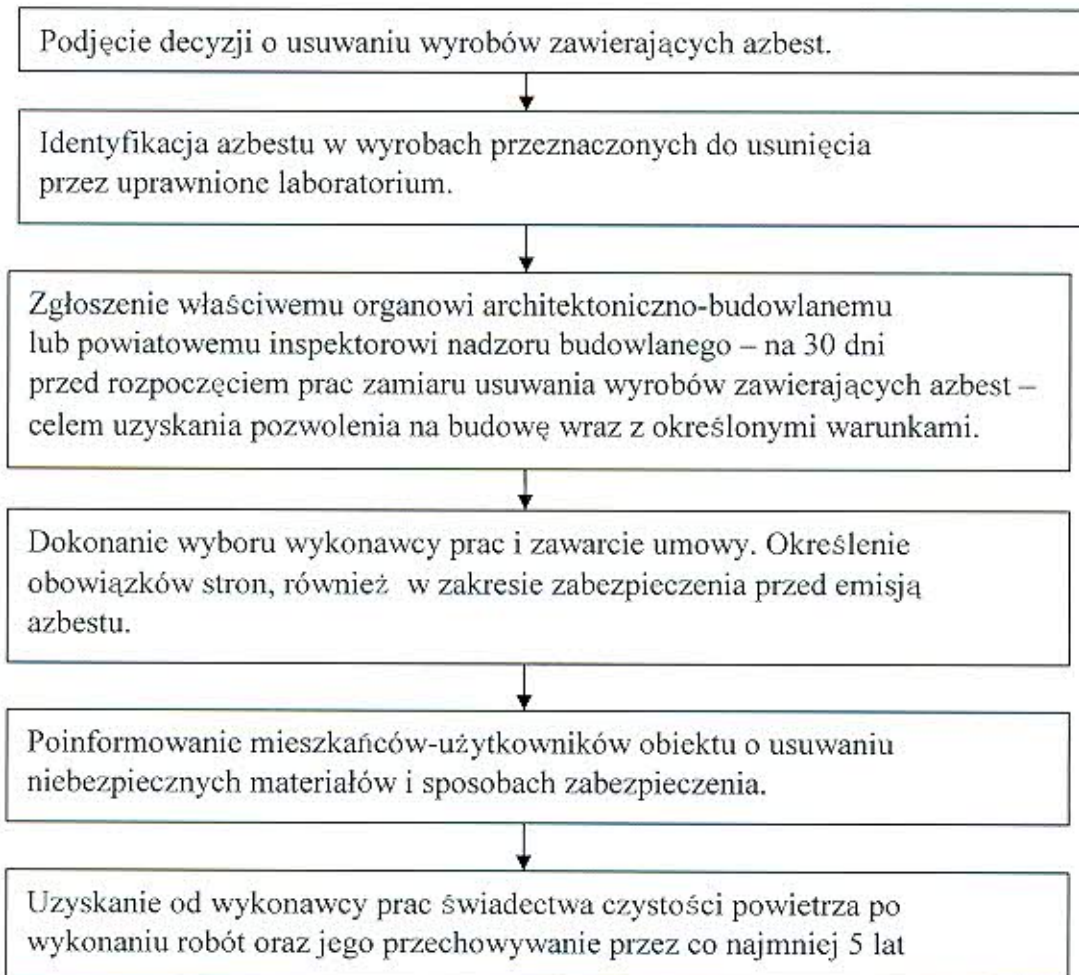 Podjęcie decyzji o usuwaniu wyrobów zawierających azbest.
Identyfikacja azbestu w wyrobach przeznaczonych do usunięcia
przez uprawnione laboratorium.
Zgłoszenie właściwemu organowi architektoniczno-budowlanemu
lub powiatowemu inspektorowi nadzoru budowlanego – na 30 dni
przed rozpoczęciem prac zamiaru usuwania wyrobów zawierających azbest –
celem uzyskania pozwolenia na budowę wraz z określonymi warunkami.
Dokonanie wyboru wykonawcy prac i zawarcie umowy. Określenie
obowiązków stron, również w zakresie zabezpieczenia przed emisją
azbestu.
Poinformowanie mieszkańców-użytkowników obiektu o usuwaniu
niebezpiecznych materiałów i sposobach zabezpieczenia.
Uzyskanie od wykonawcy prac świadectwa czystości powietrza po
wykonaniu robót oraz jego przechowywanie przez co najmniej 5 lat